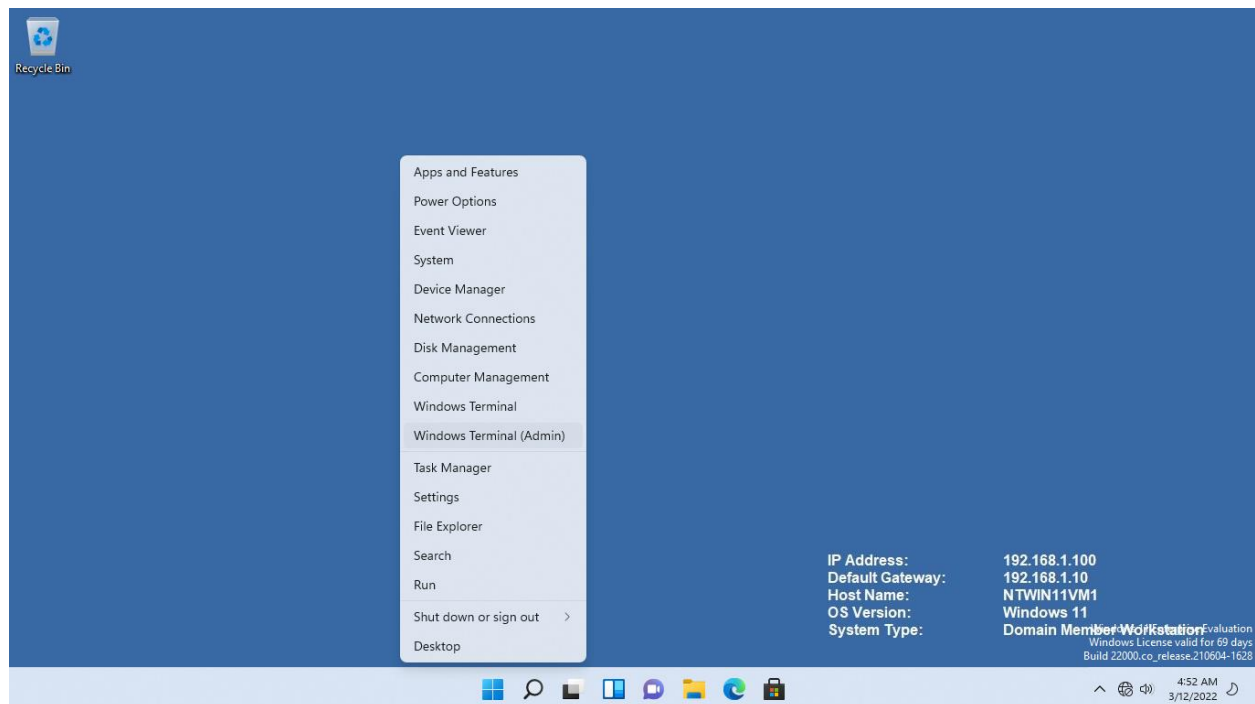 Recycle Bin
Apps and Features
Power Options
Event Viewer
System
Device Manager
Network Connections
Disk Management
Computer Management
Windows Terminal
Windows Terminal (Admin)
Task Manager
Settings
File Explorer
Search
Run
Shut down or sign out
Desktop
IP Address: 192.168.1.100
Default Gateway: 192.168.1.10
Host Name: NTWIN11VM1
OS Version: Windows 11
System Type: Domain Member Workstation
Evaluation
Windows License valid for 69 days
Build 22000.co_release.210604-1628
4:52 AM
3/12/2022